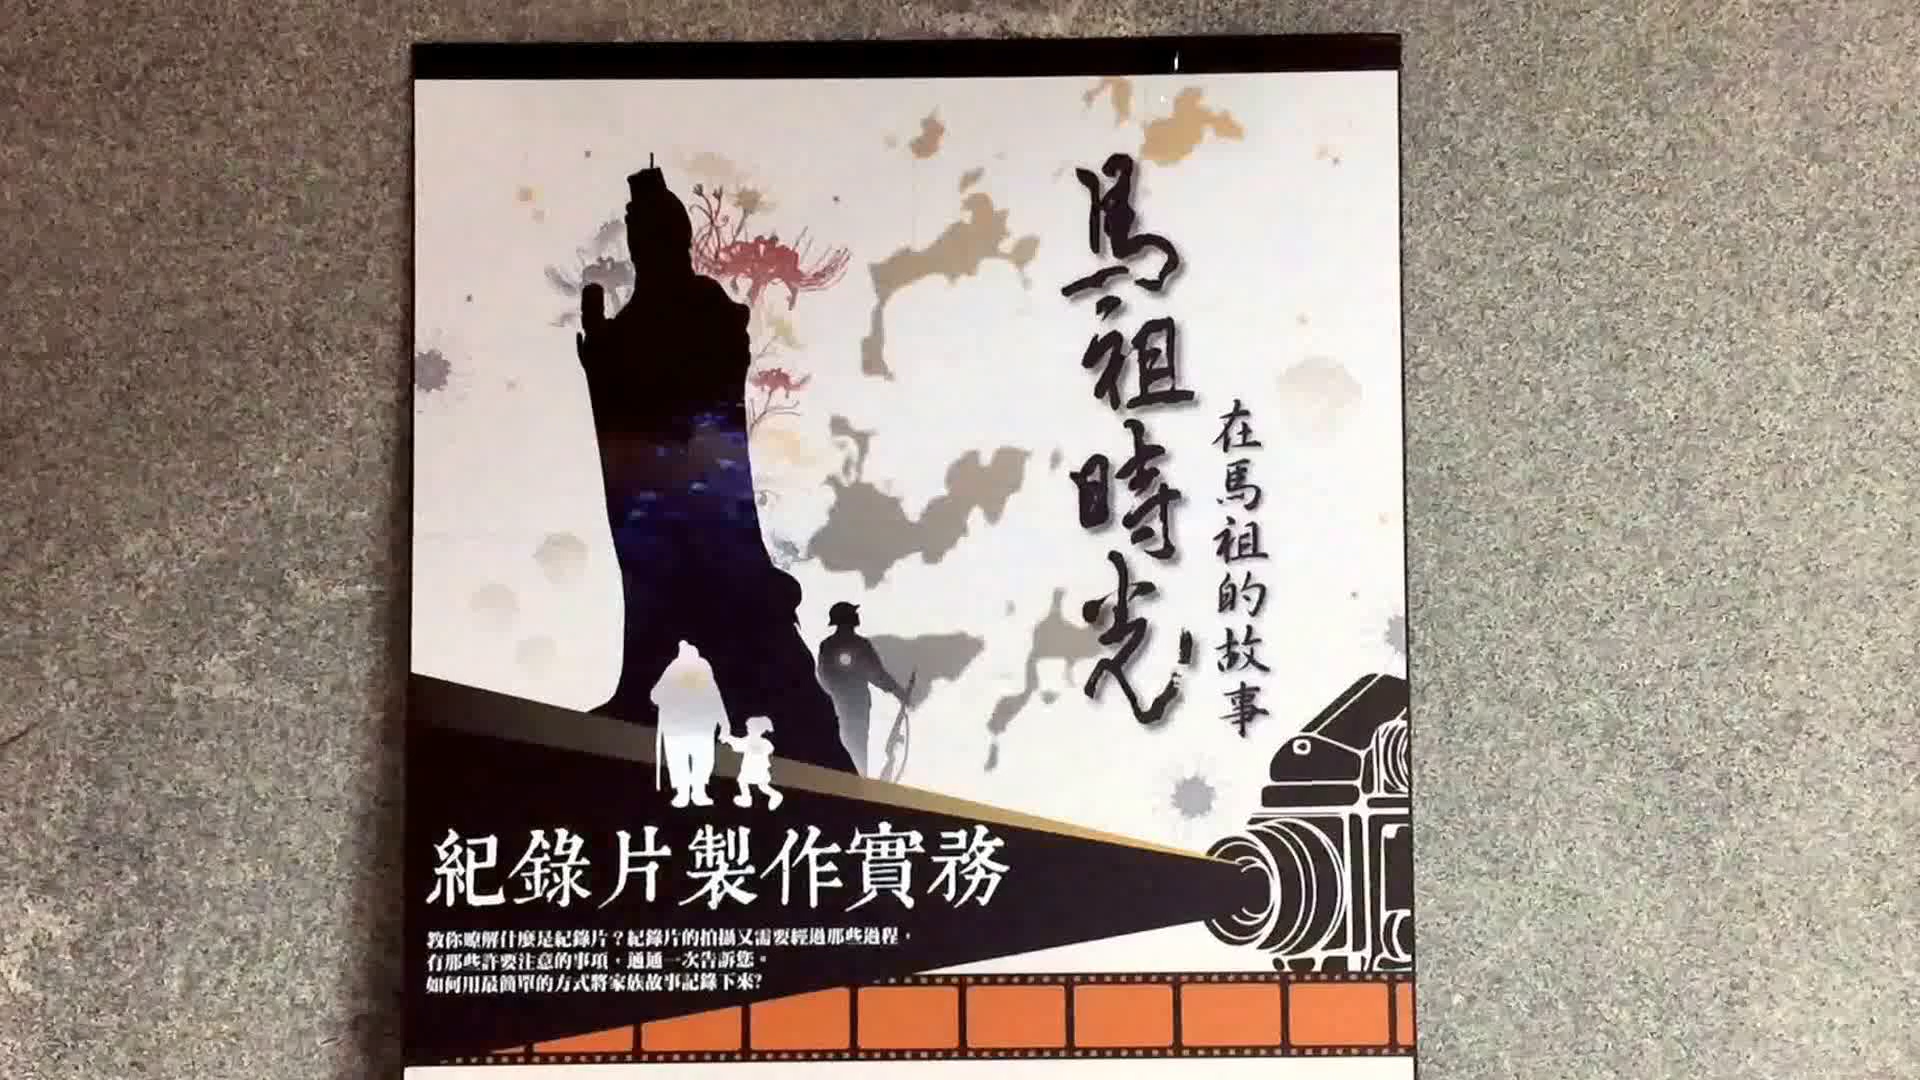 馬祖時光
在馬祖的故事
紀錄片製作實務
教你瞭解什麼是紀錄片？紀錄片的拍攝又需要經過那些過程，
有那些許要注意的事項，通通一次告訴您。
如何用最簡單的方式將家族故事記錄下來?